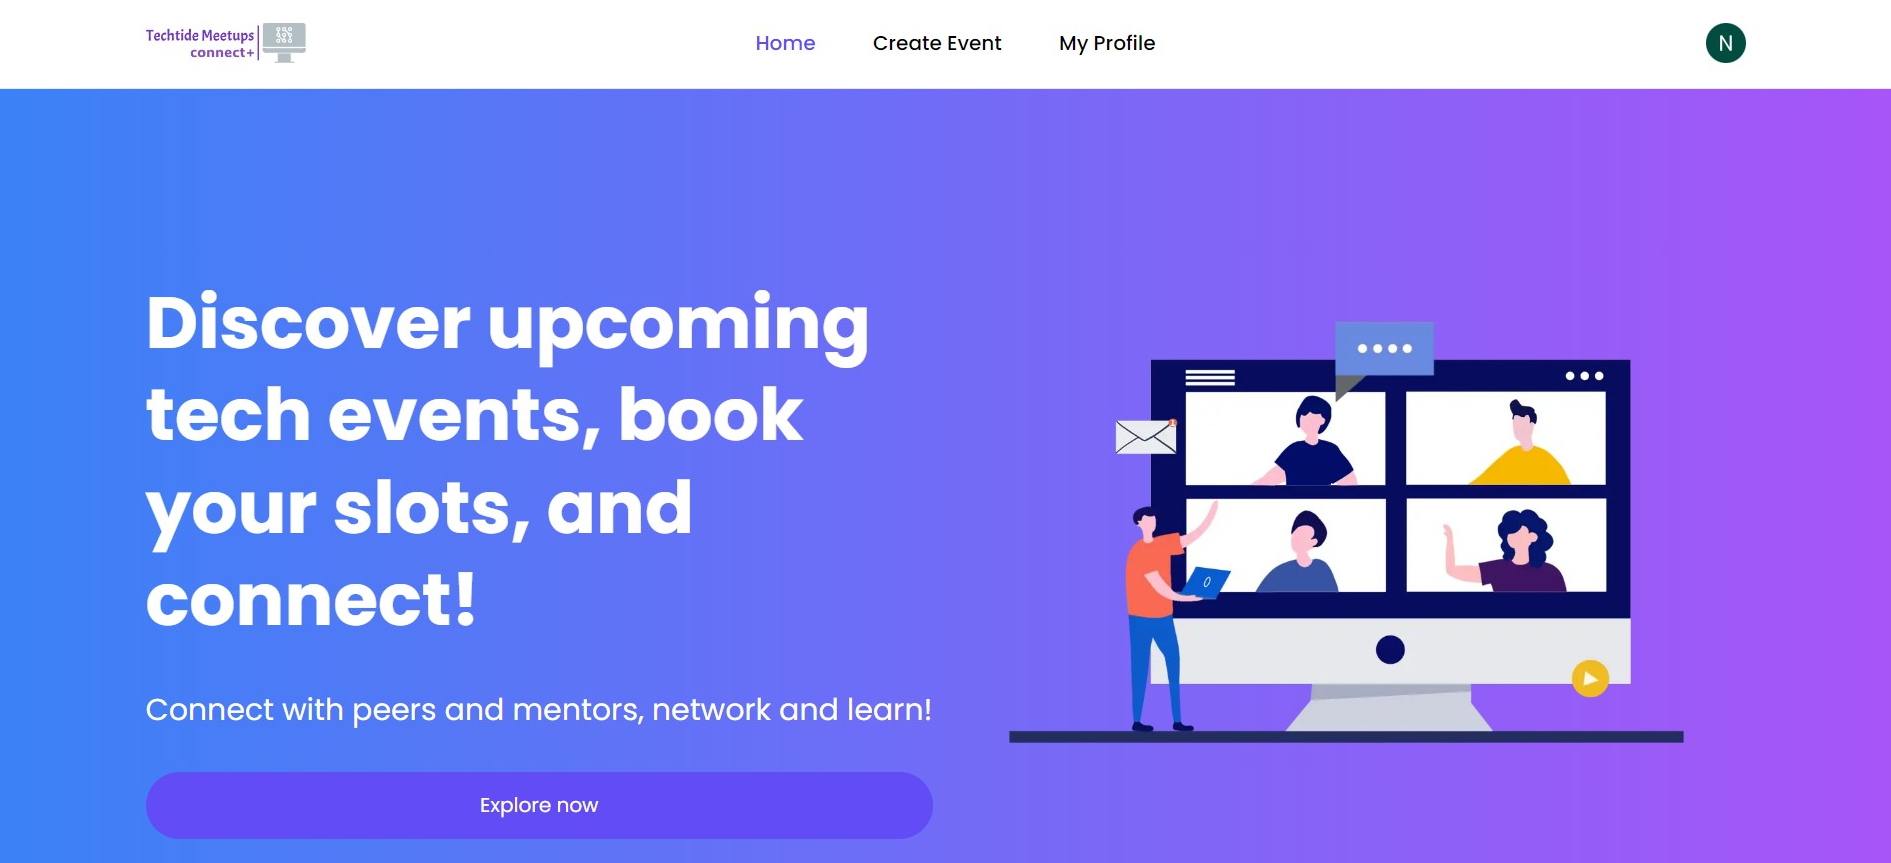 Techtide Meetups
connect+
Home
Create Event
My Profile
N
Discover upcoming
tech events, book
your slots, and
connect!
Connect with peers and mentors, network and learn!
Explore now